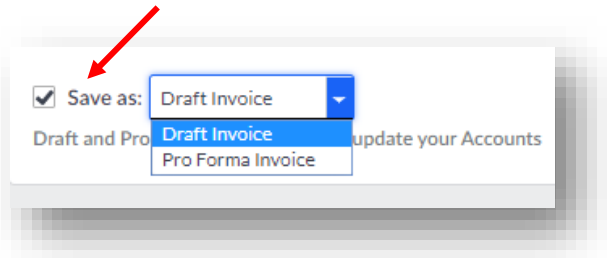 Save as: Draft Invoice
Draft Invoice
Pro Forma Invoice
Draft and Pro update your Accounts